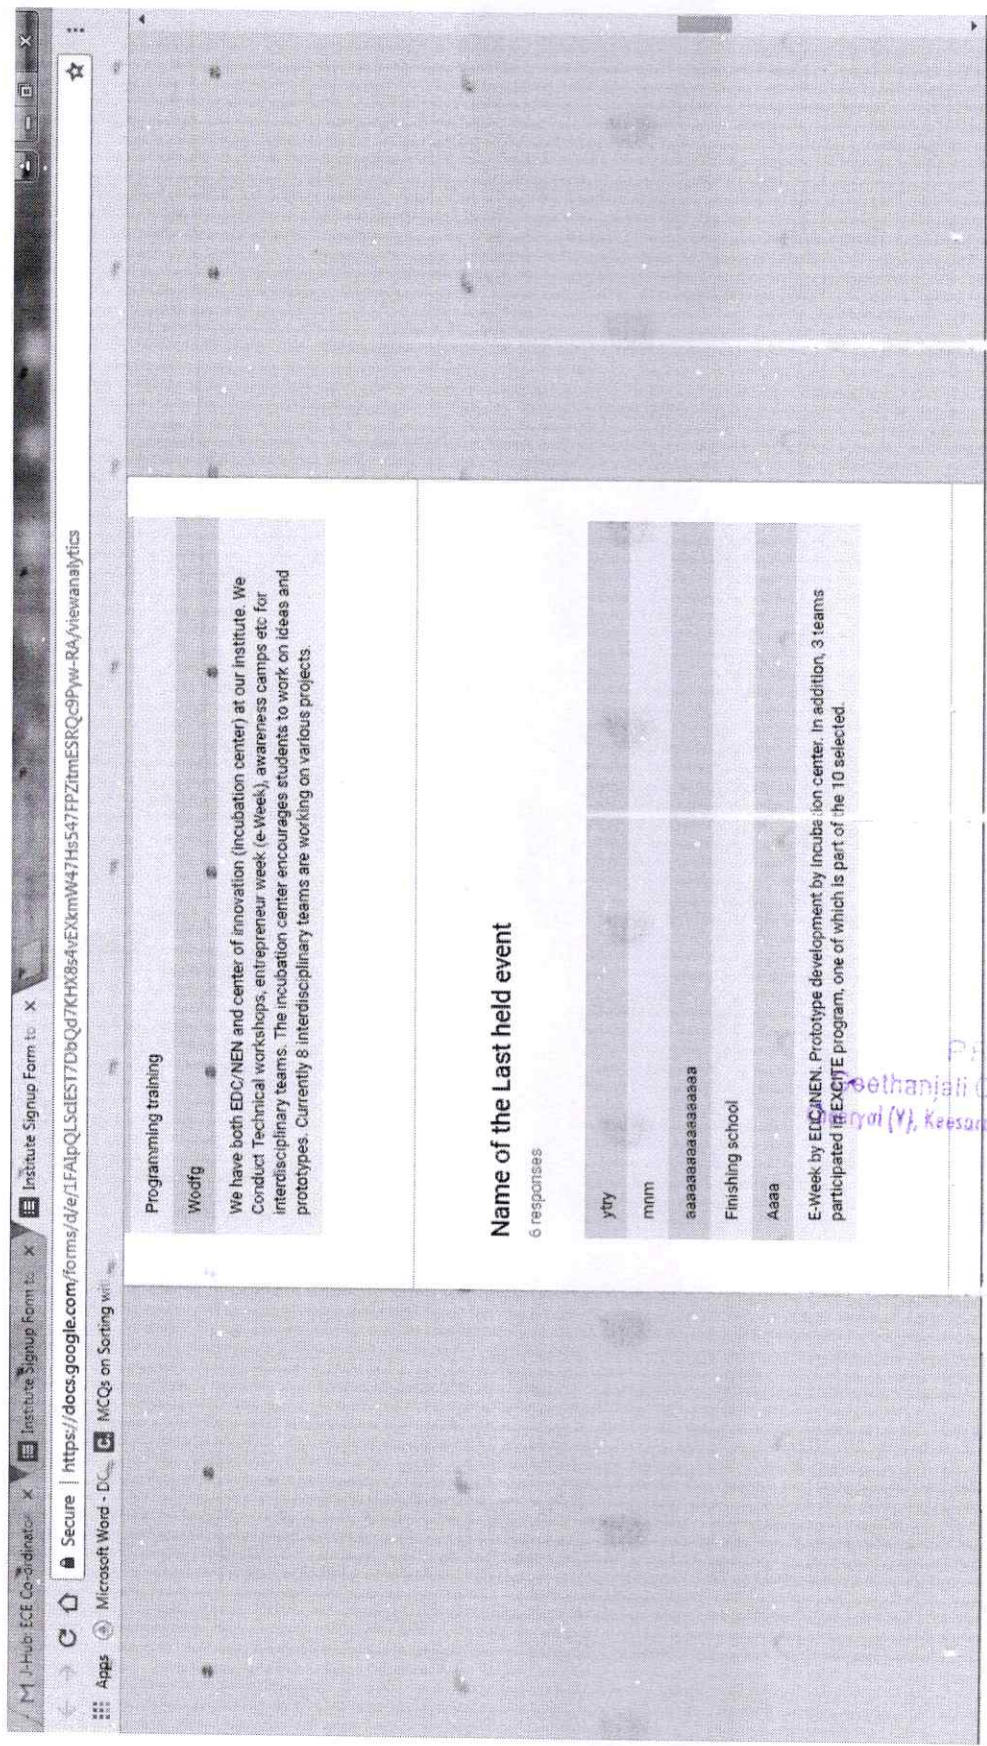 M J-Hub: ECE Co-ordinator
Institute Signup Form to
Institute Signup Form to
Secure | https://docs.google.com/forms/d/e/1FAIpQLSclEST7DbQd7KHX8s4vEXkmW47Hs547FPZitmESRQc9Pyw-RA/viewanalytics
Apps Microsoft Word - DC MCQs on Sorting wit
Programming training
Wodfg
We have both EDC/NEN and center of innovation (incubation center) at our institute. We
Conduct Technical workshops, entrepreneur week (e-Week), awareness camps etc for
interdisciplinary teams. The incubation center encourages students to work on ideas and
prototypes. Currently 8 interdisciplinary teams are working on various projects.
Name of the Last held event
6 responses
ytry
mnm
aaaaaaaaaaaaaaaaa
Finishing school
Aaaa
E-Week by EDC/NEN. Prototype development by Incubation center. In addition, 3 teams
participated in EXCITE program, one of which is part of the 10 selected.
Geethanjali C
(V), Keesara